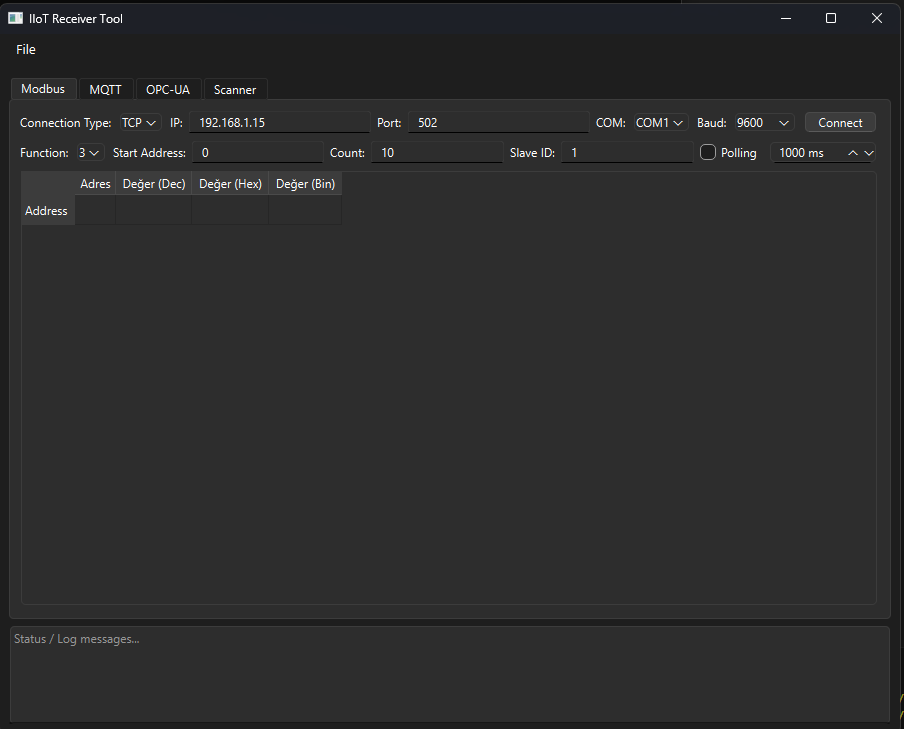 IIoT Receiver Tool
File
Modbus MQTT OPC-UA Scanner
Connection Type: TCP IP: 192.168.1.15 Port: 502 COM: COM1 Baud: 9600 Connect
Function: 3 Start Address: 0 Count: 10 Slave ID: 1 Polling 1000 ms
Adres Değer (Dec) Değer (Hex) Değer (Bin)
Address
Status / Log messages...